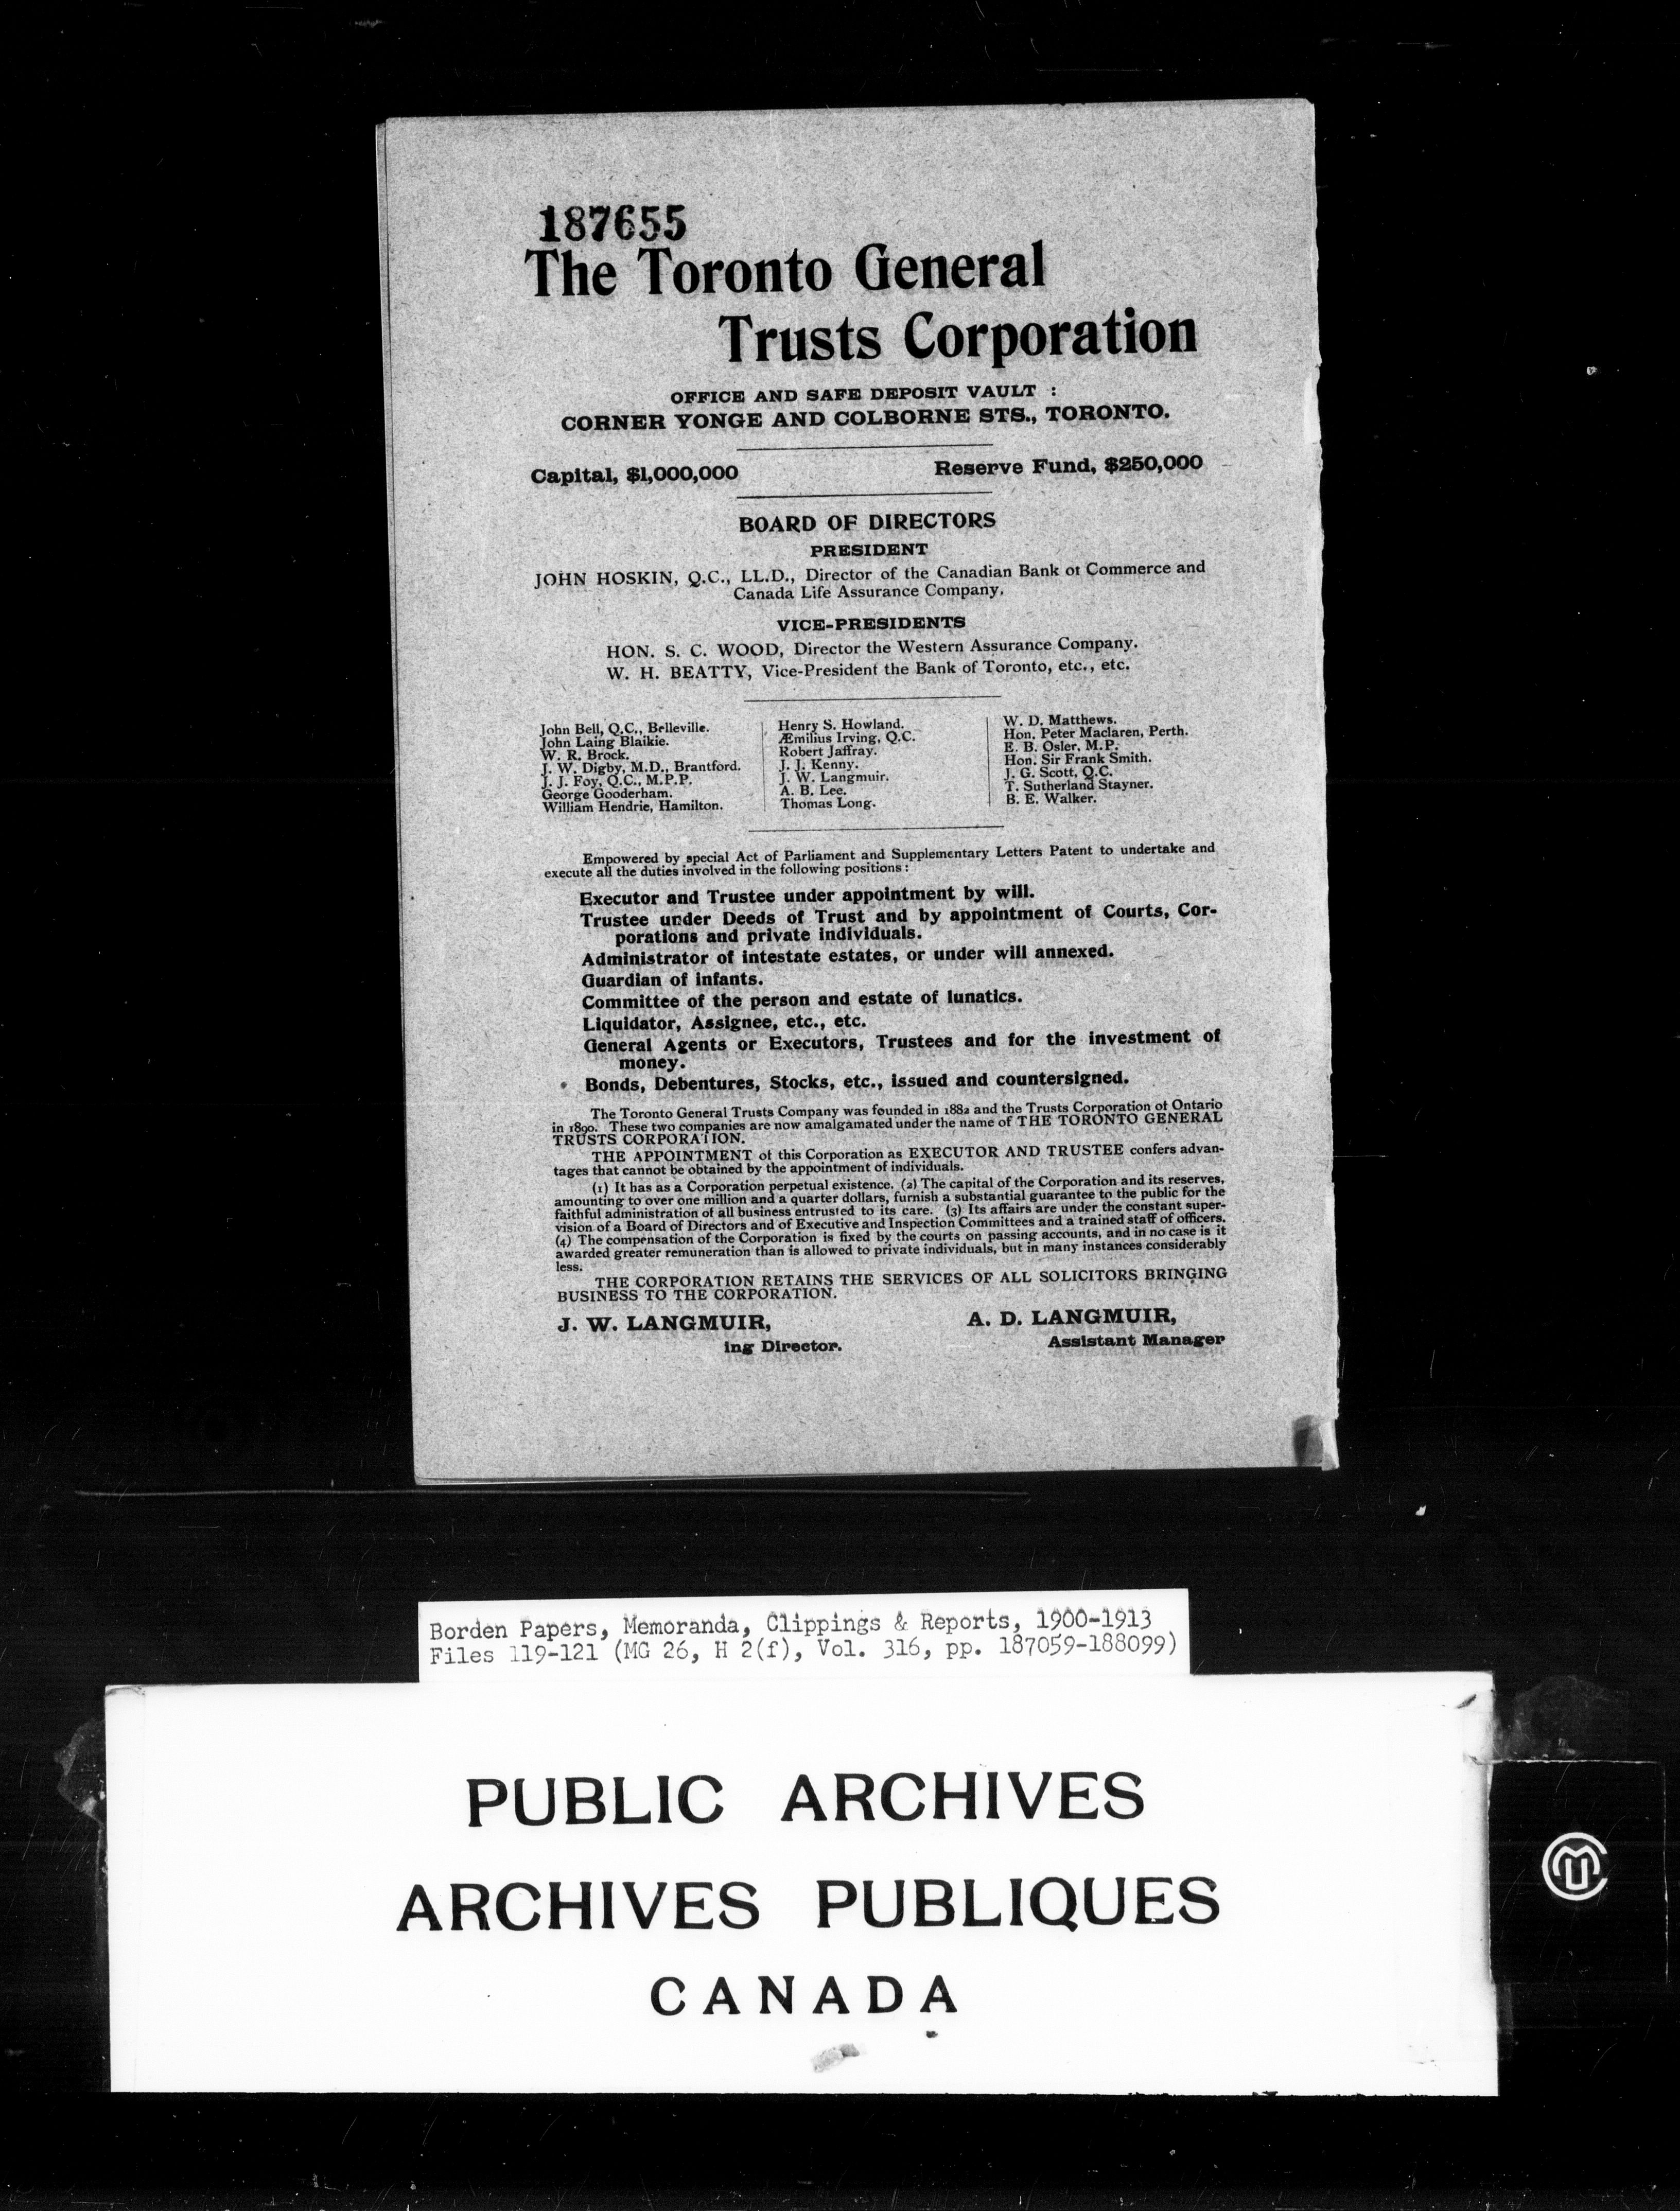 187655
The Toronto General
Trusts Corporation
OFFICE AND SAFE DEPOSIT VAULT :
CORNER YONGE AND COLBORNE STS., TORONTO.
Capital, $1,000,000 Reserve Fund, $250,000
BOARD OF DIRECTORS
PRESIDENT
JOHN HOSKIN, Q.C., LL.D., Director of the Canadian Bank of Commerce and
Canada Life Assurance Company.
VICE-PRESIDENTS
HON. S. C. WOOD, Director the Western Assurance Company.
W. H. BEATTY, Vice-President the Bank of Toronto, etc., etc.
John Bell, Q.C., Belleville.
John Laing Blaikie.
W. R. Brock.
J. W. Digby, M.D., Brantford.
J. J. Foy, Q.C., M.P.P.
George Gooderham.
William Hendrie, Hamilton.
Henry S. Howland.
Æmilius Irving, Q.C.
Robert Jaffray.
J. J. Kenny.
J. W. Langmuir.
A. B. Lee.
Thomas Long.
W. D. Matthews.
Hon. Peter Maclaren, Perth.
E. B. Osler, M.P.
Hon. Sir Frank Smith.
J. G. Scott, Q.C.
T. Sutherland Stayner.
B. E. Walker.
Empowered by special Act of Parliament and Supplementary Letters Patent to undertake and
execute all the duties involved in the following positions :
Executor and Trustee under appointment by will.
Trustee under Deeds of Trust and by appointment of Courts, Cor-
porations and private individuals.
Administrator of intestate estates, or under will annexed.
Guardian of infants.
Committee of the person and estate of lunatics.
Liquidator, Assignee, etc., etc.
General Agents or Executors, Trustees and for the investment of
money.
Bonds, Debentures, Stocks, etc., issued and countersigned.
The Toronto General Trusts Company was founded in 1882 and the Trusts Corporation of Ontario
in 1890. These two companies are now amalgamated under the name of THE TORONTO GENERAL
TRUSTS CORPORATION.
THE APPOINTMENT of this Corporation as EXECUTOR AND TRUSTEE confers advan-
tages that cannot be obtained by the appointment of individuals.
(1) It has as a Corporation perpetual existence. (2) The capital of the Corporation and its reserves,
amounting to over one million and a quarter dollars, furnish a substantial guarantee to the public for the
faithful administration of all business entrusted to its care. (3) Its affairs are under the constant super-
vision of a Board of Directors and of Executive and Inspection Committees and a trained staff of officers.
(4) The compensation of the Corporation is fixed by the courts on passing accounts, and in no case is it
awarded greater remuneration than is allowed to private individuals, but in many instances considerably
less.
THE CORPORATION RETAINS THE SERVICES OF ALL SOLICITORS BRINGING
BUSINESS TO THE CORPORATION.
J. W. LANGMUIR, A. D. LANGMUIR,
ing Director. Assistant Manager
Borden Papers, Memoranda, Clippings & Reports, 1900-1913
Files 119-121 (MG 26, H 2(f), Vol. 316, pp. 187059-188099)
PUBLIC ARCHIVES
ARCHIVES PUBLIQUES
CANADA